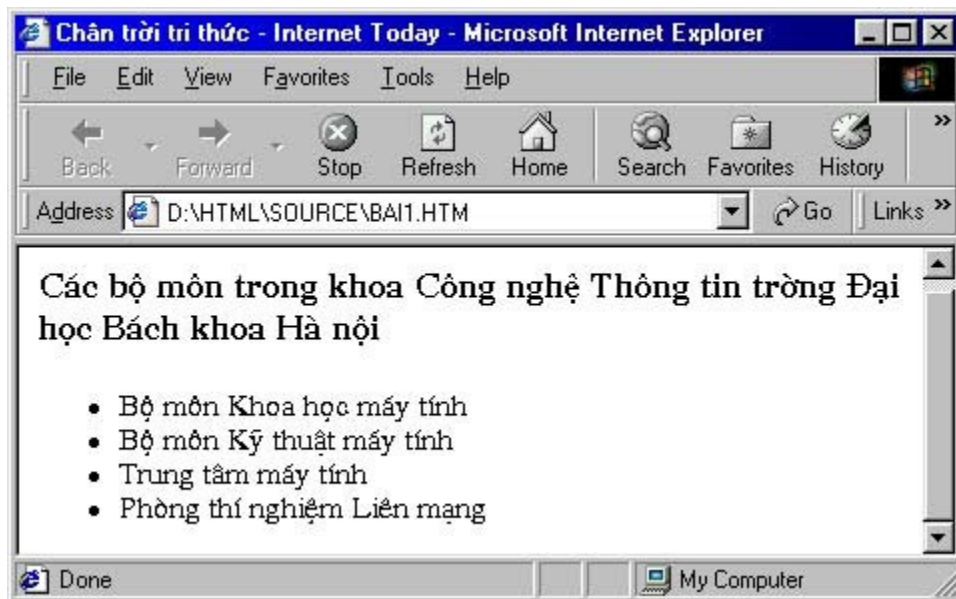 Chân trời tri thức - Internet Today - Microsoft Internet Explorer
File Edit View Favorites Tools Help
Back Forward Stop Refresh Home Search Favorites History »
Address D:\HTML\SOURCE\BAI1.HTM Go Links »
Các bộ môn trong khoa Công nghệ Thông tin tròng Đại
học Bách khoa Hà nội
• Bộ môn Khoa học máy tính
• Bộ môn Kỹ thuật máy tính
• Trung tâm máy tính
• Phòng thí nghiệm Liên mạng
Done My Computer